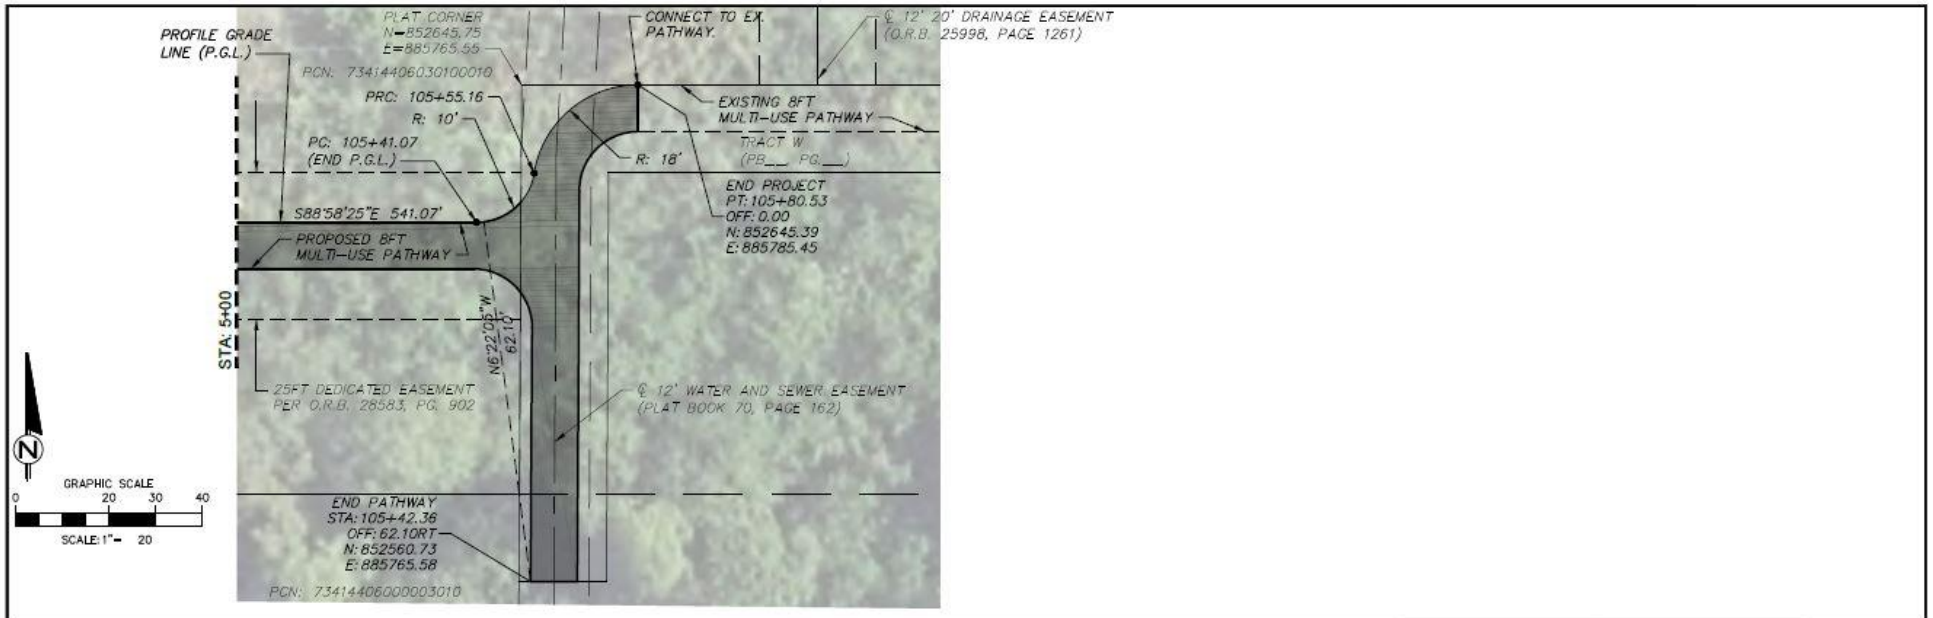 PLAT CORNER
N=852645.75
E=885765.55
PROFILE GRADE
LINE (P.G.L.)
CONNECT TO EX.
PATHWAY.
℄ 12' 20' DRAINAGE EASEMENT
(O.R.B. 25998, PAGE 1261)
PCN: 73414406030100010
PRC: 105+55.16
R: 10'
PC: 105+41.07
(END P.G.L.)
EXISTING 8FT
MULTI-USE PATHWAY
TRACT W
(PB__ PG.__)
R: 18'
END PROJECT
PT: 105+80.53
OFF: 0.00
N: 852645.39
E: 885785.45
S88°58'25"E 541.07'
PROPOSED 8FT
MULTI-USE PATHWAY
STA: 5+00
N6°22'05"W
62.10'
25FT DEDICATED EASEMENT
PER O.R.B. 28583, PG. 902
℄ 12' WATER AND SEWER EASEMENT
(PLAT BOOK 70, PAGE 162)
N
GRAPHIC SCALE
0 20 30 40
SCALE: 1"= 20
END PATHWAY
STA: 105+42.36
OFF: 62.10RT
N: 852560.73
E: 885765.58
PCN: 73414406000003010